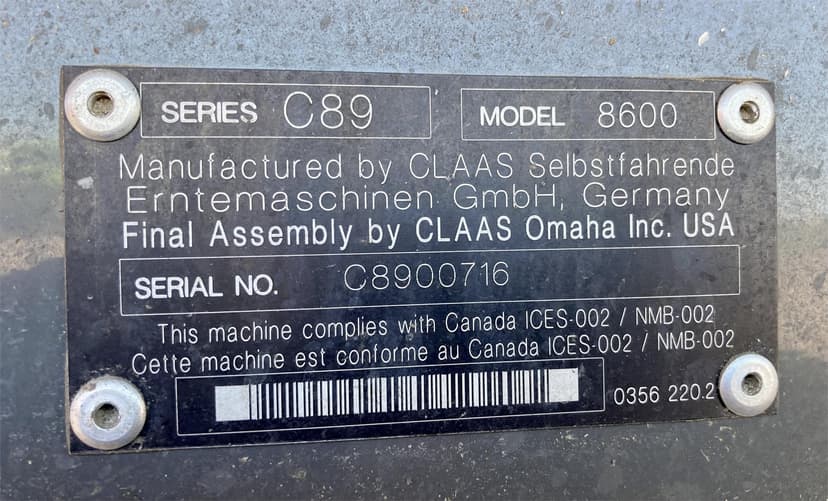 SERIES C89 MODEL 8600
Manufactured by CLAAS Selbstfahrende
Erntemaschinen GmbH, Germany
Final Assembly by CLAAS Omaha Inc. USA
SERIAL NO. C8900716
This machine complies with Canada ICES-002 / NMB-002
Cette machine est conforme au Canada ICES-002 / NMB-002
0356 220.2